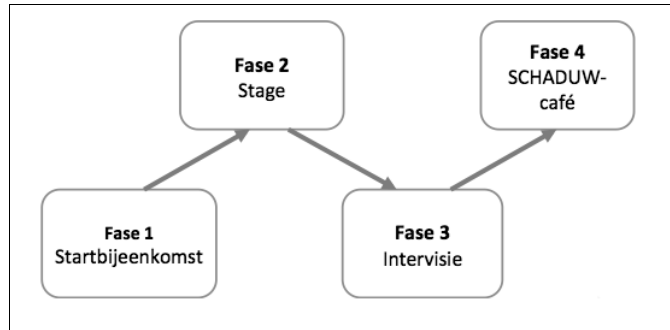 Fase 1
Startbijeenkomst
Fase 2
Stage
Fase 3
Intervisie
Fase 4
SCHADUW-
café